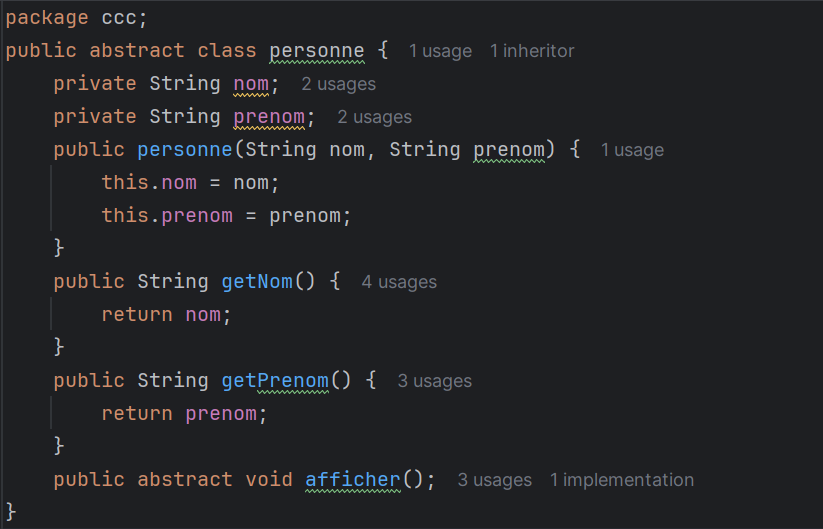 package ccc;
public abstract class personne {  1 usage  1 inheritor
    private String nom;  2 usages
    private String prenom;  2 usages
    public personne(String nom, String prenom) {  1 usage
        this.nom = nom;
        this.prenom = prenom;
    }
    public String getNom() {  4 usages
        return nom;
    }
    public String getPrenom() {  3 usages
        return prenom;
    }
    public abstract void afficher();  3 usages  1 implementation
}